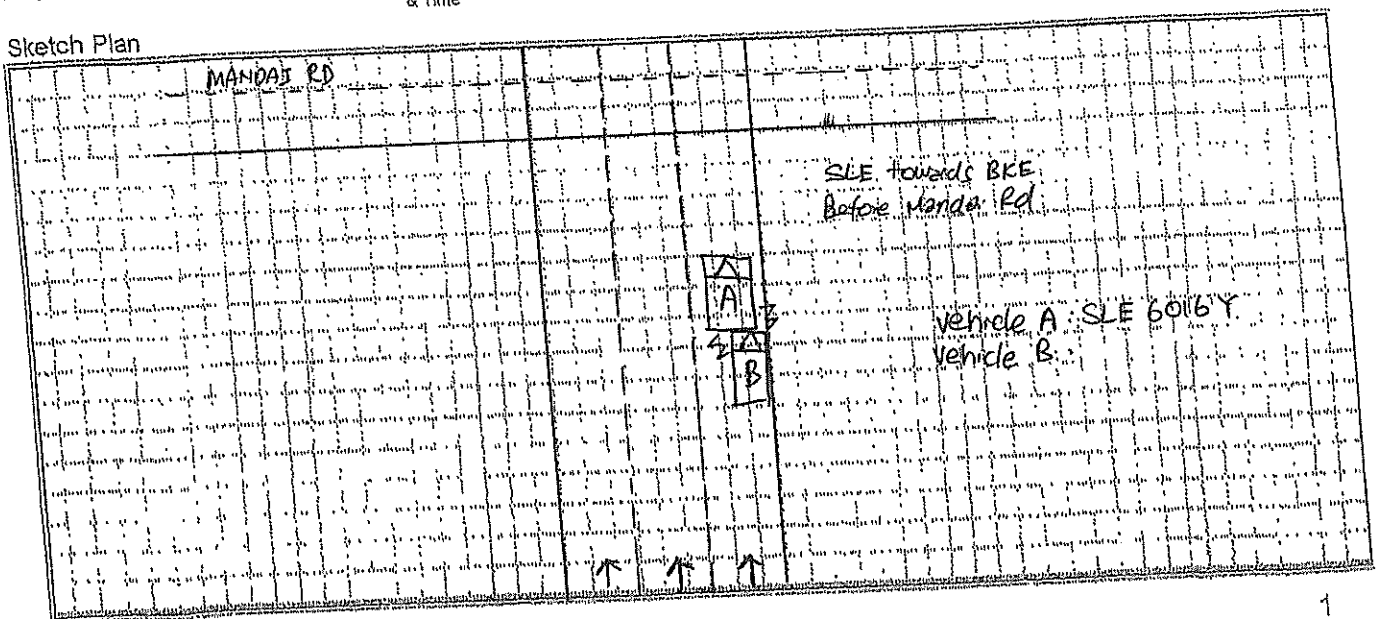 & Time
Sketch Plan
MANDAI RD
SLE towards BKE
Before Mandai Rd
A
B
Vehicle A: SLE 6016Y
Vehicle B:
1